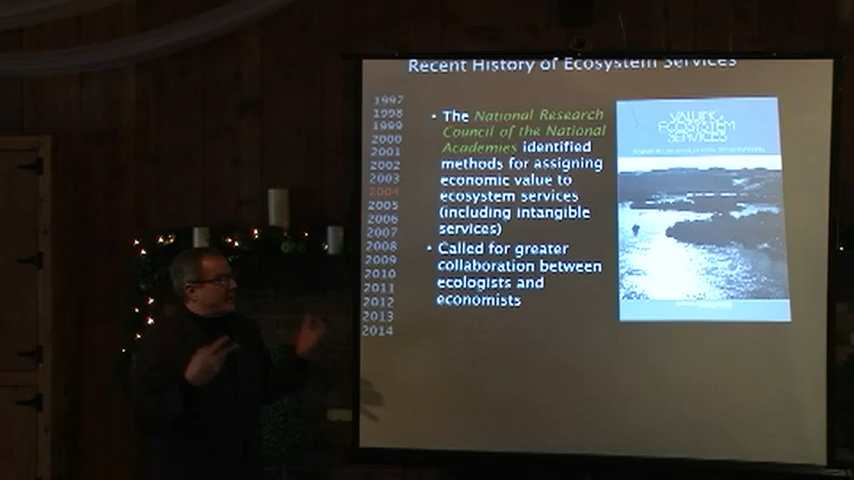 Recent History of Ecosystem Services
1997
1998
1999
2000
2001
2002
2003
2004
2005
2006
2007
2008
2009
2010
2011
2012
2013
2014
• The National Research
Council of the National
Academies identified
methods for assigning
economic value to
ecosystem services
(including intangible
services)
• Called for greater
collaboration between
ecologists and
economists
VALUING
ECOSYSTEM
SERVICES